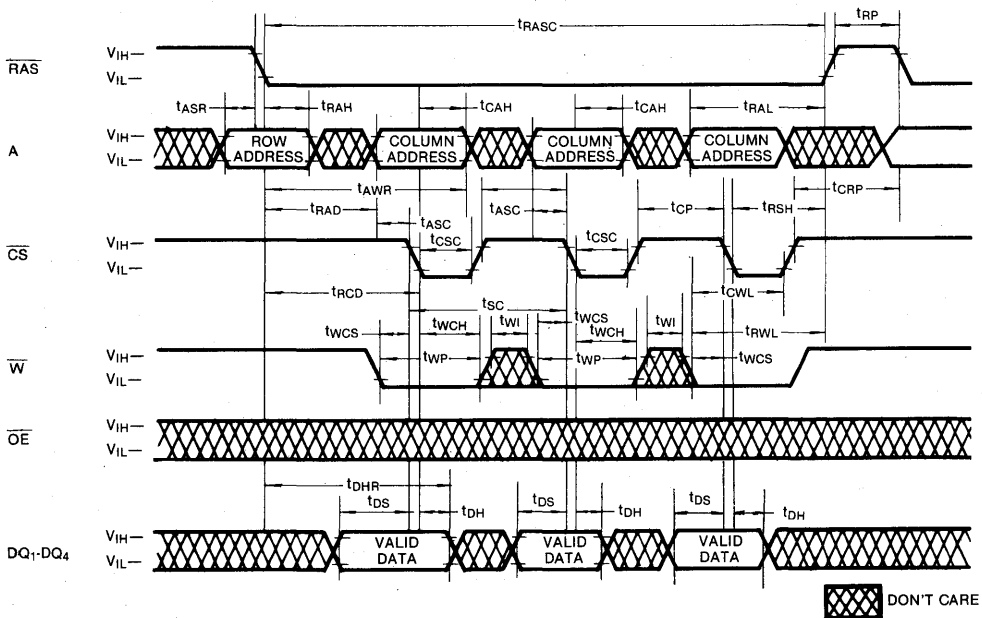 tRASC tRP
RAS VIH— VIL—
tASR tRAH tCAH tCAH tRAL
A VIH— VIL— ROW ADDRESS COLUMN ADDRESS COLUMN ADDRESS COLUMN ADDRESS
tAWR tCRP
tRAD tASC tASC tCP tRSH
CS VIH— VIL— tCSC tCSC
tRCD tSC tCWL
tWCS tWCH tWI tWCS tWCH tWI tRWL
W VIH— VIL— tWP tWP tWCS
OE VIH— VIL—
tDHR
tDS tDH tDS tDH tDS tDH
DQ1-DQ4 VIH— VIL— VALID DATA VALID DATA VALID DATA
DON'T CARE